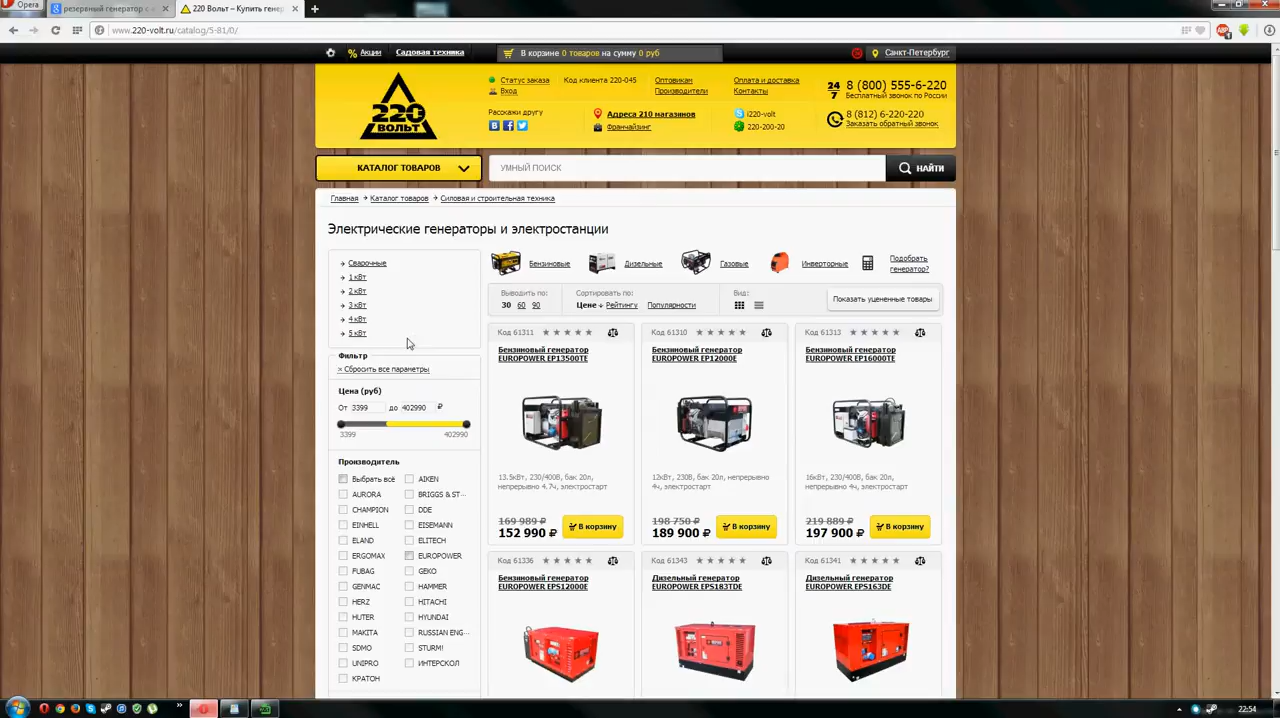 Opera
резервный генератор с а
220 Вольт – Купить гене
www.220-volt.ru/catalog/5-81/0/
Акции
Садовая техника
В корзине 0 товаров на сумму 0 руб
Санкт-Петербург
220
ВОЛЬТ
Статус заказа
Вход
Код клиента 220-045
Оптовикам
Производители
Оплата и доставка
Контакты
24
7
8 (800) 555-6-220
Бесплатный звонок по России
Расскажи другу
Адреса 210 магазинов
Франчайзинг
i220-volt
220-200-20
8 (812) 6-220-220
Заказать обратный звонок
КАТАЛОГ ТОВАРОВ
УМНЫЙ ПОИСК
НАЙТИ
Главная → Каталог товаров → Силовая и строительная техника
Электрические генераторы и электростанции
Сварочные
1 кВт
2 кВт
3 кВт
4 кВт
5 кВт
Бензиновые
Дизельные
Газовые
Инверторные
Подобрать
генератор?
Выводить по:
30 60 90
Сортировать по:
Цене Рейтингу Популярности
Вид:
Показать уцененные товары
Фильтр
× Сбросить все параметры
Цена (руб)
От 3399 до 402990 ₽
3399 402990
Производитель
Выбрать всё
AIKEN
AURORA
BRIGGS & ST...
CHAMPION
DDE
EINHELL
EISEMANN
ELAND
ELITECH
ERGOMAX
EUROPOWER
FUBAG
GEKO
GENMAC
HAMMER
HERZ
HITACHI
HUTER
HYUNDAI
MAKITA
RUSSIAN ENG...
SDMO
STURM!
UNIPRO
ИНТЕРСКОЛ
КРАТОН
Код 61311
Бензиновый генератор
EUROPOWER EP13500TE
13.5кВт, 230/400В, бак 20л,
непрерывно 4.7ч, электростарт
169 989 ₽
152 990 ₽
В корзину
Код 61310
Бензиновый генератор
EUROPOWER EP12000E
12кВт, 230В, бак 20л, непрерывно
4ч, электростарт
198 750 ₽
189 900 ₽
В корзину
Код 61313
Бензиновый генератор
EUROPOWER EP16000TE
16кВт, 230/400В, бак 20л,
непрерывно 4ч, электростарт
219 889 ₽
197 900 ₽
В корзину
Код 61336
Бензиновый генератор
EUROPOWER EPS12000E
Код 61343
Дизельный генератор
EUROPOWER EPS183TDE
Код 61341
Дизельный генератор
EUROPOWER EPS163DE
22:54